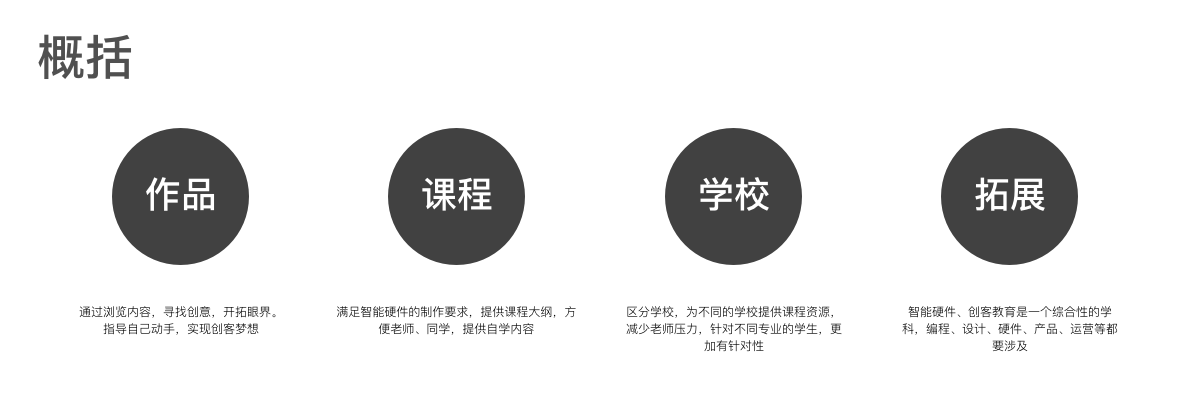 概括
作品
课程
学校
拓展
通过浏览内容，寻找创意，开拓眼界。
指导自己动手，实现创客梦想
满足智能硬件的制作要求，提供课程大纲，方
便老师、同学，提供自学内容
区分学校，为不同的学校提供课程资源，
减少老师压力，针对不同专业的学生，更
加有针对性
智能硬件、创客教育是一个综合性的学
科，编程、设计、硬件、产品、运营等都
要涉及